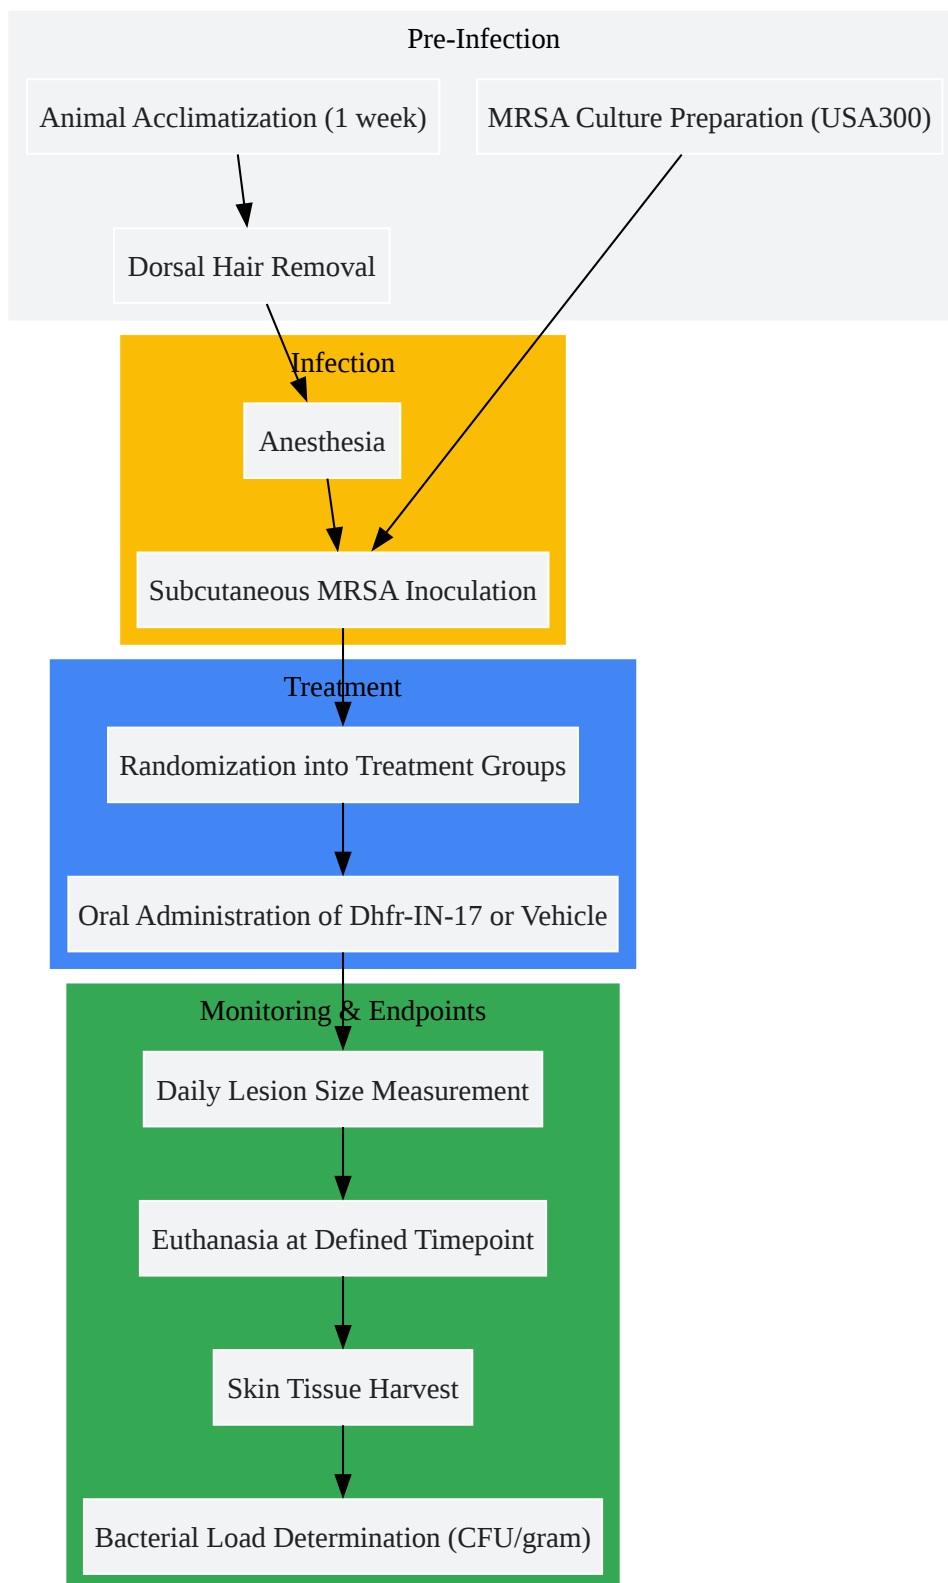 Pre-Infection
Animal Acclimatization (1 week)
MRSA Culture Preparation (USA300)
Dorsal Hair Removal
Infection
Anesthesia
Subcutaneous MRSA Inoculation
Treatment
Randomization into Treatment Groups
Oral Administration of Dhfr-IN-17 or Vehicle
Monitoring & Endpoints
Daily Lesion Size Measurement
Euthanasia at Defined Timepoint
Skin Tissue Harvest
Bacterial Load Determination (CFU/gram)